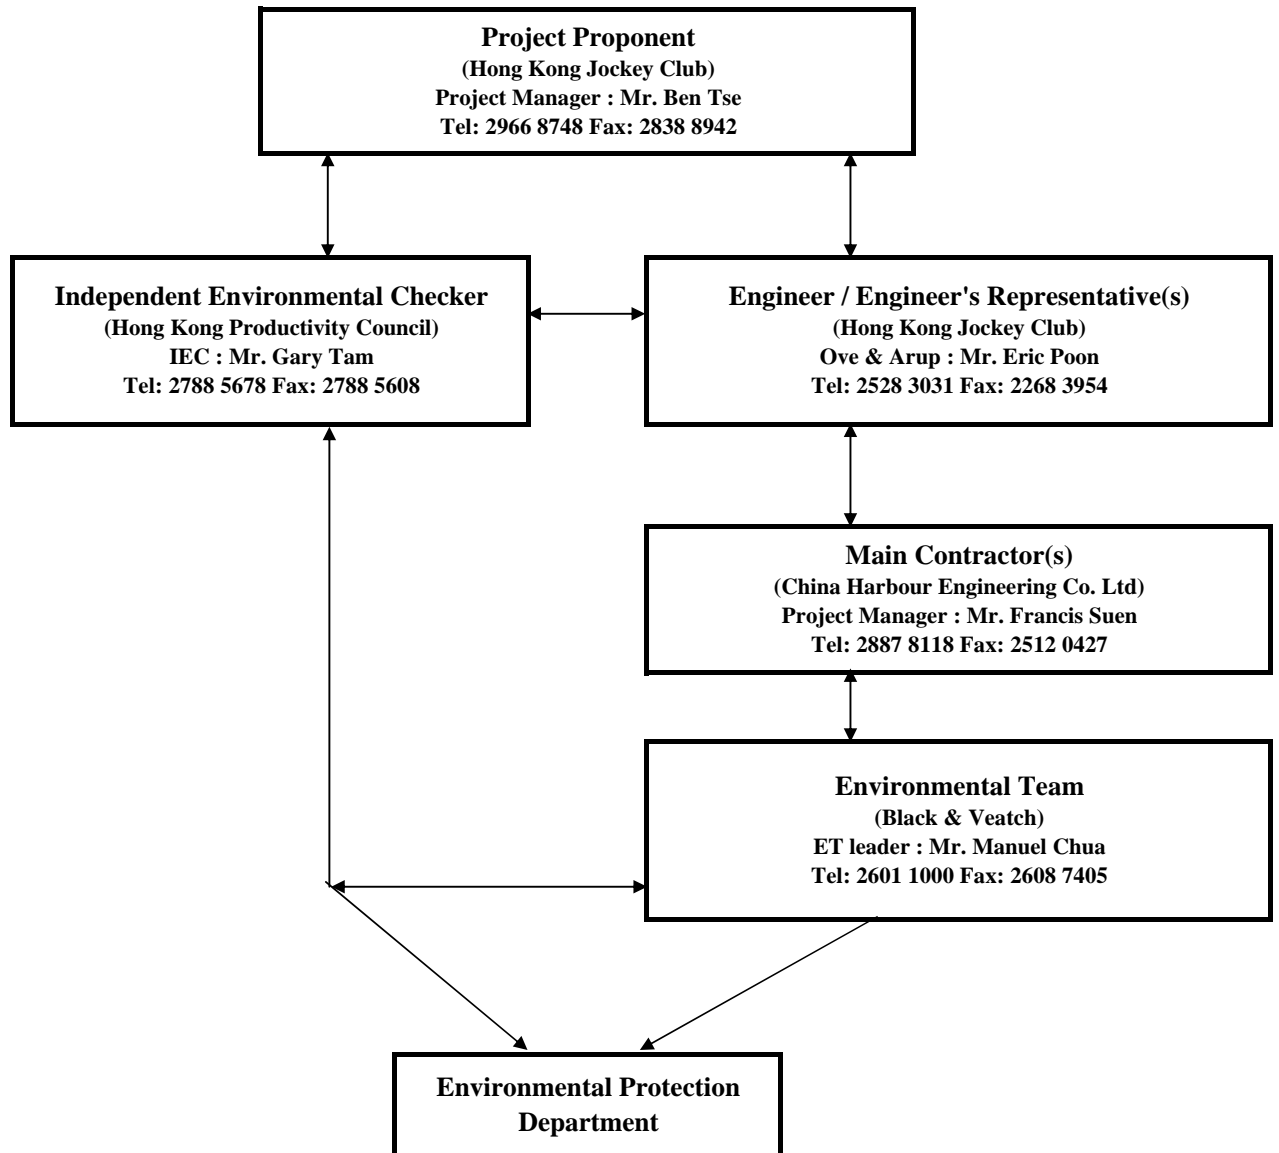 Project Proponent
(Hong Kong Jockey Club)
Project Manager : Mr. Ben Tse
Tel: 2966 8748 Fax: 2838 8942
Independent Environmental Checker
(Hong Kong Productivity Council)
IEC : Mr. Gary Tam
Tel: 2788 5678 Fax: 2788 5608
Engineer / Engineer's Representative(s)
(Hong Kong Jockey Club)
Ove & Arup : Mr. Eric Poon
Tel: 2528 3031 Fax: 2268 3954
Main Contractor(s)
(China Harbour Engineering Co. Ltd)
Project Manager : Mr. Francis Suen
Tel: 2887 8118 Fax: 2512 0427
Environmental Team
(Black & Veatch)
ET leader : Mr. Manuel Chua
Tel: 2601 1000 Fax: 2608 7405
Environmental Protection
Department